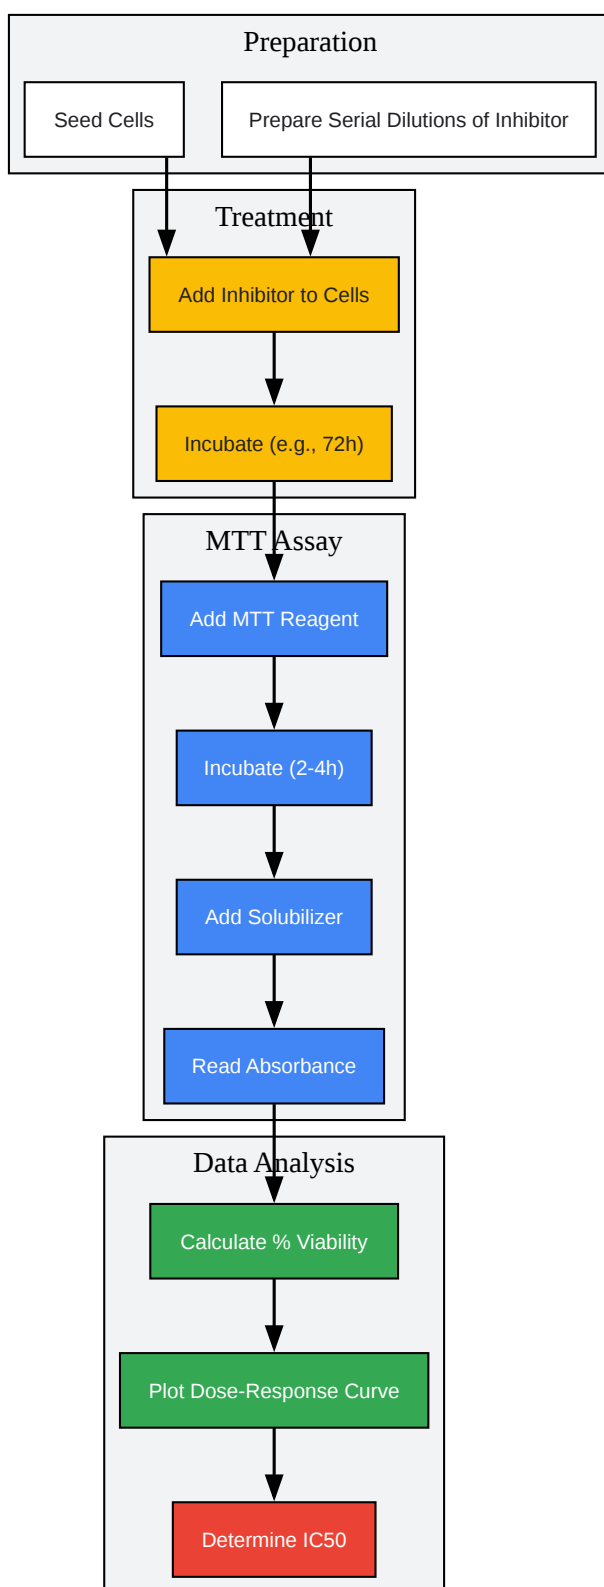 Preparation
Seed Cells
Prepare Serial Dilutions of Inhibitor
Treatment
Add Inhibitor to Cells
Incubate (e.g., 72h)
MTT Assay
Add MTT Reagent
Incubate (2-4h)
Add Solubilizer
Read Absorbance
Data Analysis
Calculate % Viability
Plot Dose-Response Curve
Determine IC50